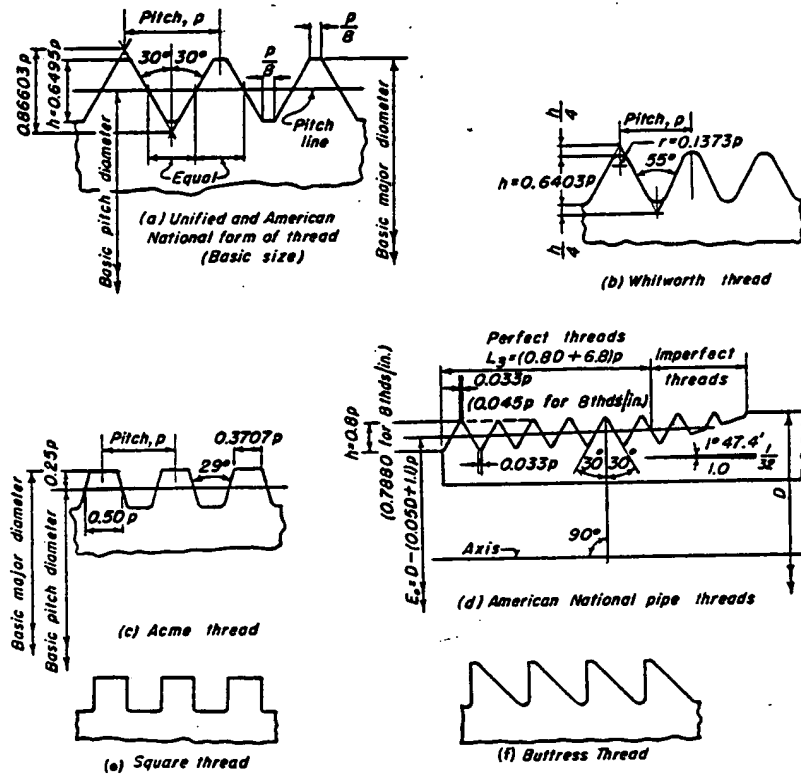 Pitch, p
p/8
30° 30°
p/8
0.86603p
h=0.6495p
Pitch line
Equal
Basic pitch diameter
Basic major diameter
(a) Unified and American
National form of thread
(Basic size)
h/4
Pitch, p
r=0.1373p
55°
h=0.6403p
h/4
(b) Whitworth thread
Pitch, p
0.3707p
0.25p
29°
0.50p
Basic major diameter
Basic pitch diameter
(c) Acme thread
Perfect threads
L3=(0.8D+6.8)p
Imperfect
threads
0.033p
(0.045p for 8thds/in.)
h=0.8p
(0.7880 for 8thds/in.)
0.033p
30° 30°
1° 47.4'
1.0
1/32
D
90°
Axis
E₀=D-(0.05D+1.1)p
(d) American National pipe threads
(e) Square thread
(f) Buttress Thread